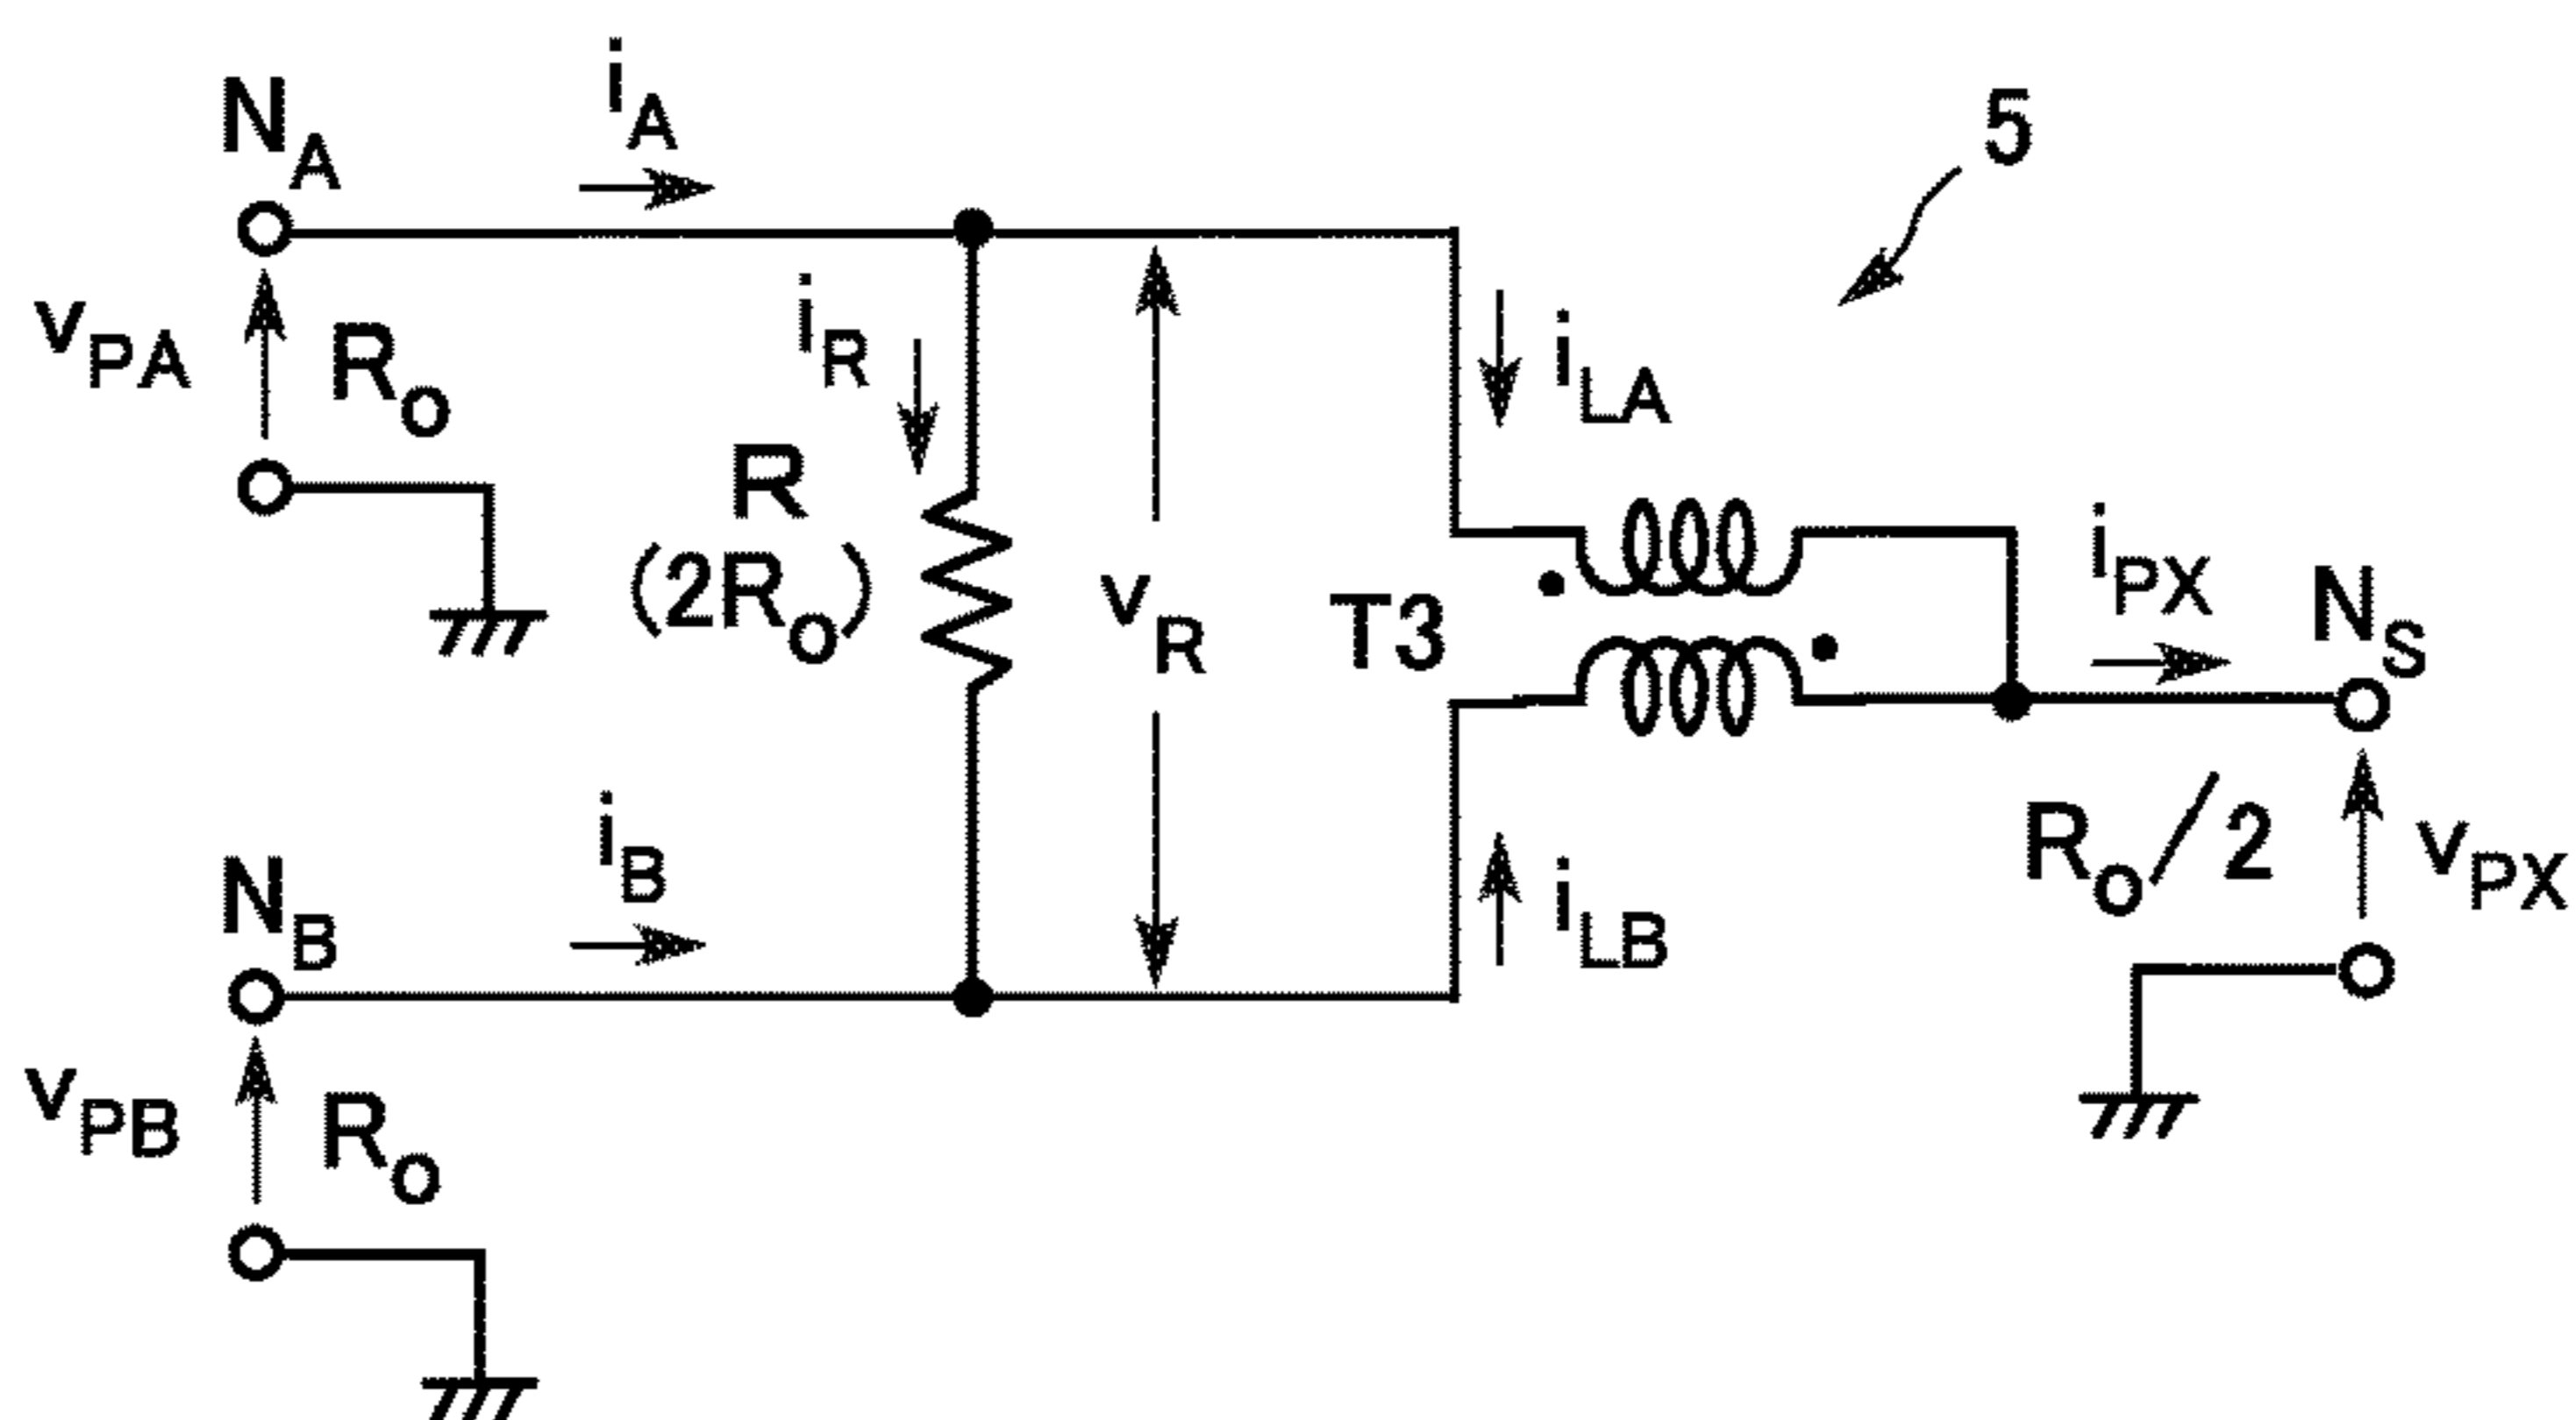 N_A
i_A
5
v_PA
R_O
i_R
i_LA
R
(2R_O)
v_R
T3
i_PX
N_S
N_B
i_B
i_LB
R_O/2
v_PX
v_PB
R_O